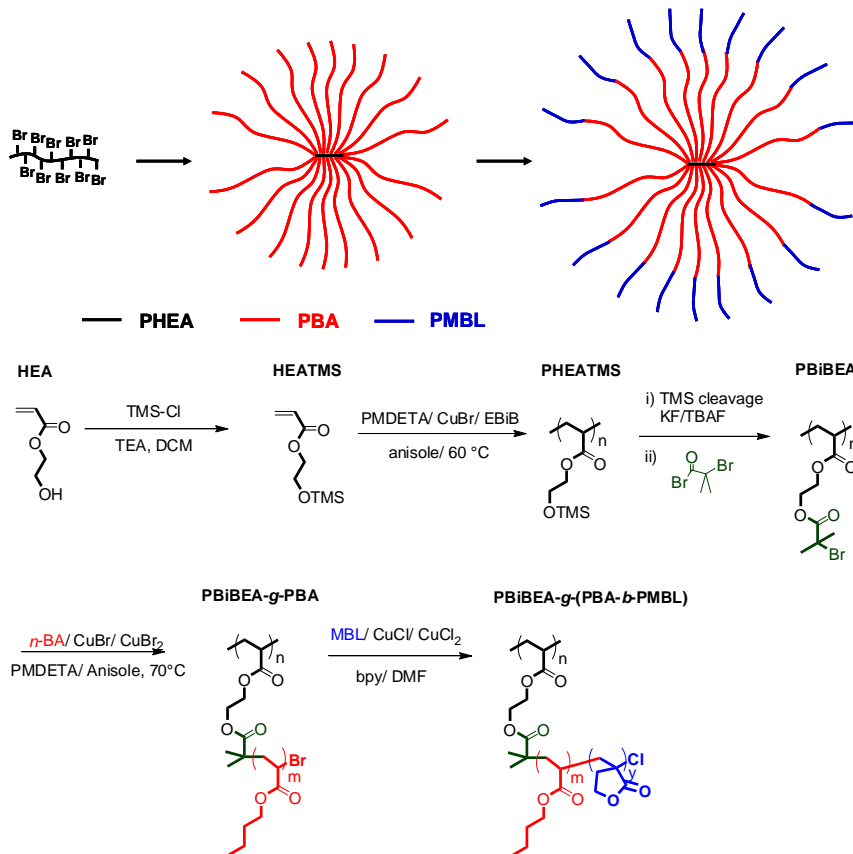 Br Br Br Br Br
Br Br Br Br Br
PHEA PBA PMBL
HEA
O
O
OH
TMS-Cl
TEA, DCM
HEATMS
O
O
OTMS
PMDETA/ CuBr/ EBiB
anisole/ 60 °C
PHEATMS
n
O
O
OTMS
i) TMS cleavage
KF/TBAF
ii)
O
Br
Br
PBiBEA
n
O
O
O
O
Br
n-BA/ CuBr/ CuBr₂
PMDETA/ Anisole, 70°C
PBiBEA-g-PBA
n
O
O
O
O
Br
m
O
O
MBL/ CuCl/ CuCl₂
bpy/ DMF
PBiBEA-g-(PBA-b-PMBL)
n
O
O
O
O
Cl
m
y
O
O
O
O